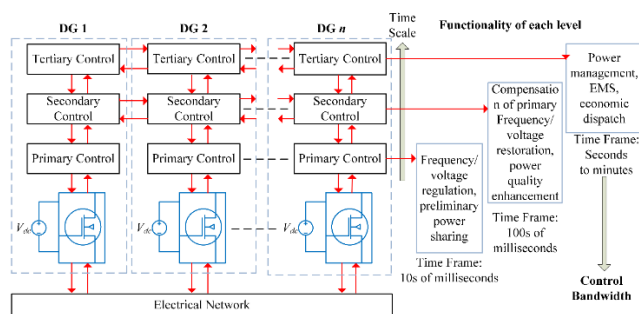 DG 1
DG 2
DG n
Time
Scale
Functionality of each level
Tertiary Control
Tertiary Control
Tertiary Control
Secondary
Control
Secondary
Control
Secondary
Control
Primary Control
Primary Control
Primary Control
Vdc
Vdc
Vdc
Electrical Network
Frequency/
voltage
regulation,
preliminary
power
sharing
Time Frame:
10s of milliseconds
Compensatio
n of primary
Frequency/
voltage
restoration,
power
quality
enhancement
Time Frame:
100s of
milliseconds
Power
management,
EMS,
economic
dispatch
Time Frame:
Seconds
to minutes
Control
Bandwidth